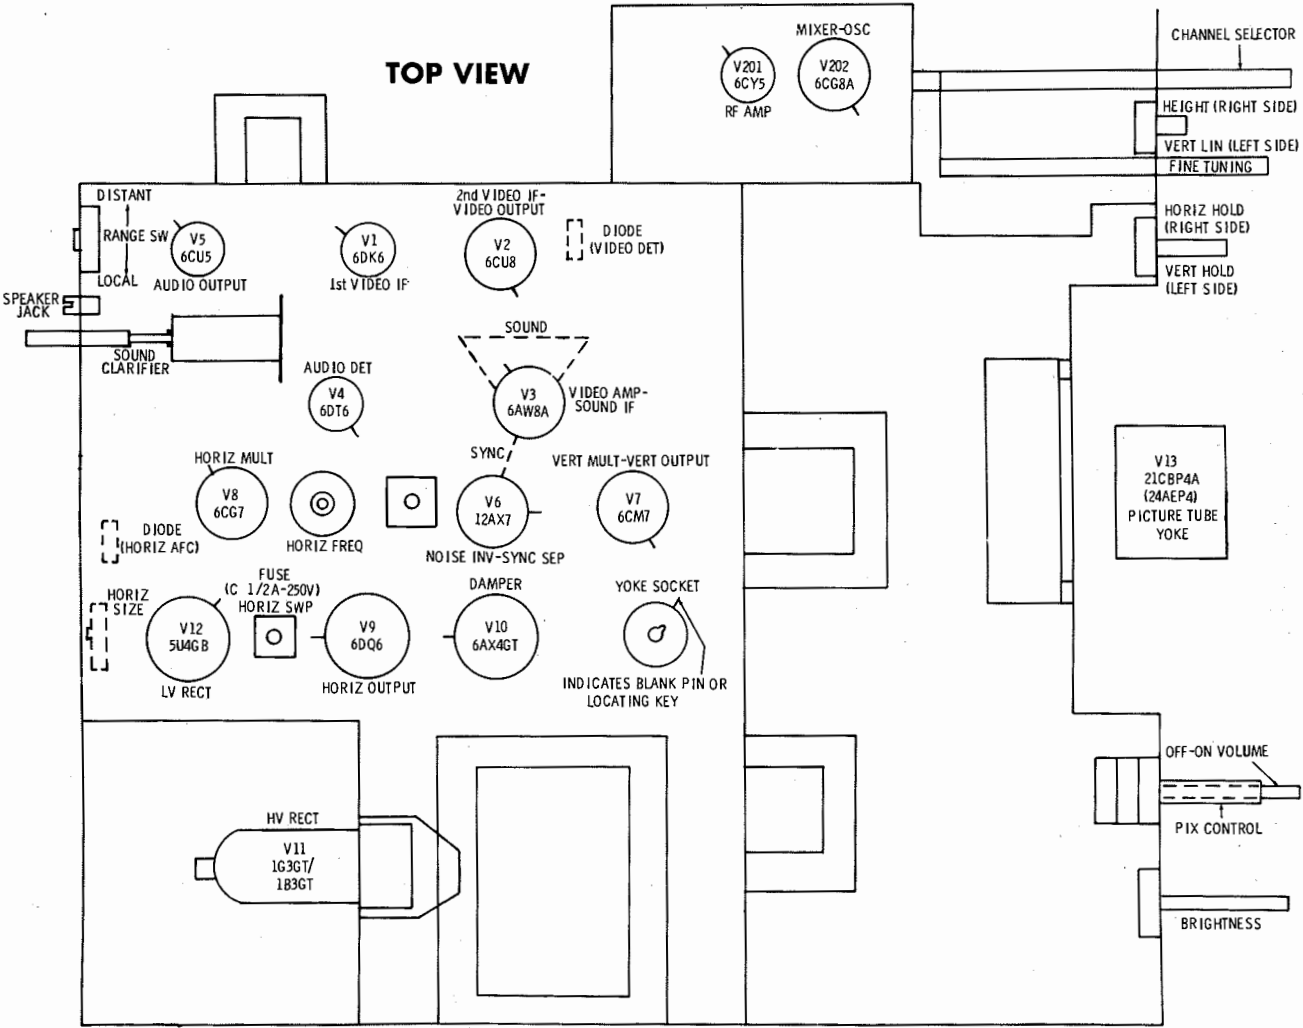 TOP VIEW
MIXER-OSC
V201
6CY5
RF AMP
V202
6CG8A
CHANNEL SELECTOR
HEIGHT (RIGHT SIDE)
VERT LIN (LEFT SIDE)
FINE TUNING
HORIZ HOLD
(RIGHT SIDE)
VERT HOLD
(LEFT SIDE)
DISTANT
RANGE SW
LOCAL
V5
6CU5
AUDIO OUTPUT
V1
6DK6
1st VIDEO IF
2nd VIDEO IF-
VIDEO OUTPUT
V2
6CU8
DIODE
(VIDEO DET)
SPEAKER
JACK
SOUND
CLARIFIER
SOUND
AUDIO DET
V4
6DT6
V3
6AW8A
VIDEO AMP-
SOUND IF
SYNC
HORIZ MULT
V8
6CG7
HORIZ FREQ
V6
12AX7
NOISE INV-SYNC SEP
VERT MULT-VERT OUTPUT
V7
6CM7
DIODE
(HORIZ AFC)
V13
21CBP4A
(24AEP4)
PICTURE TUBE
YOKE
HORIZ
SIZE
FUSE
(C 1/2A-250V)
HORIZ SWP
V12
5U4GB
LV RECT
V9
6DQ6
HORIZ OUTPUT
DAMPER
V10
6AX4GT
YOKE SOCKET
INDICATES BLANK PIN OR
LOCATING KEY
HV RECT
V11
1G3GT/
1B3GT
OFF-ON VOLUME
PIX CONTROL
BRIGHTNESS